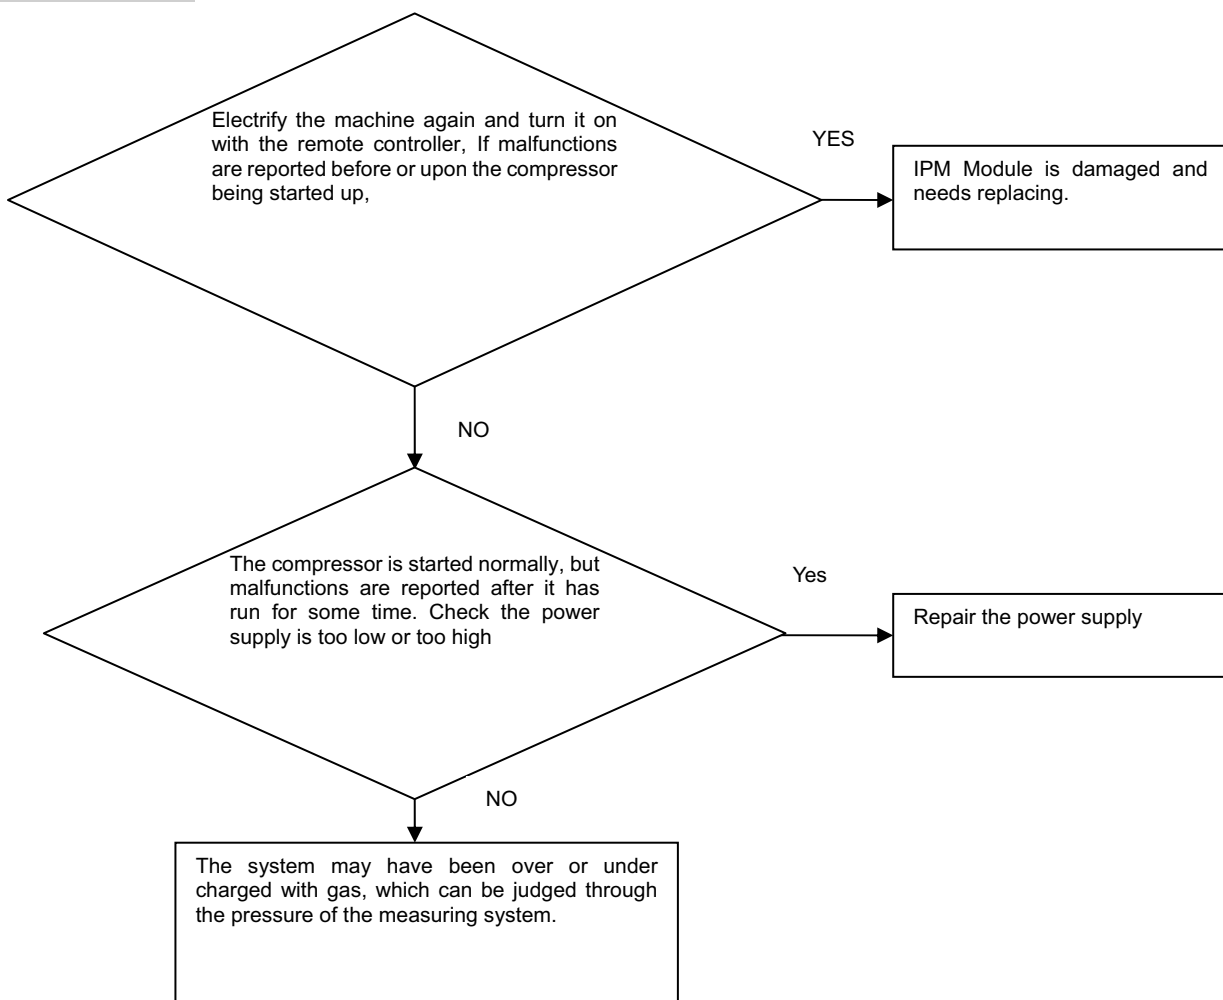 Electrify the machine again and turn it on
with the remote controller, If malfunctions
are reported before or upon the compressor
being started up,
YES
IPM Module is damaged and
needs replacing.
NO
The compressor is started normally, but
malfunctions are reported after it has
run for some time. Check the power
supply is too low or too high
Yes
Repair the power supply
NO
The system may have been over or under
charged with gas, which can be judged through
the pressure of the measuring system.